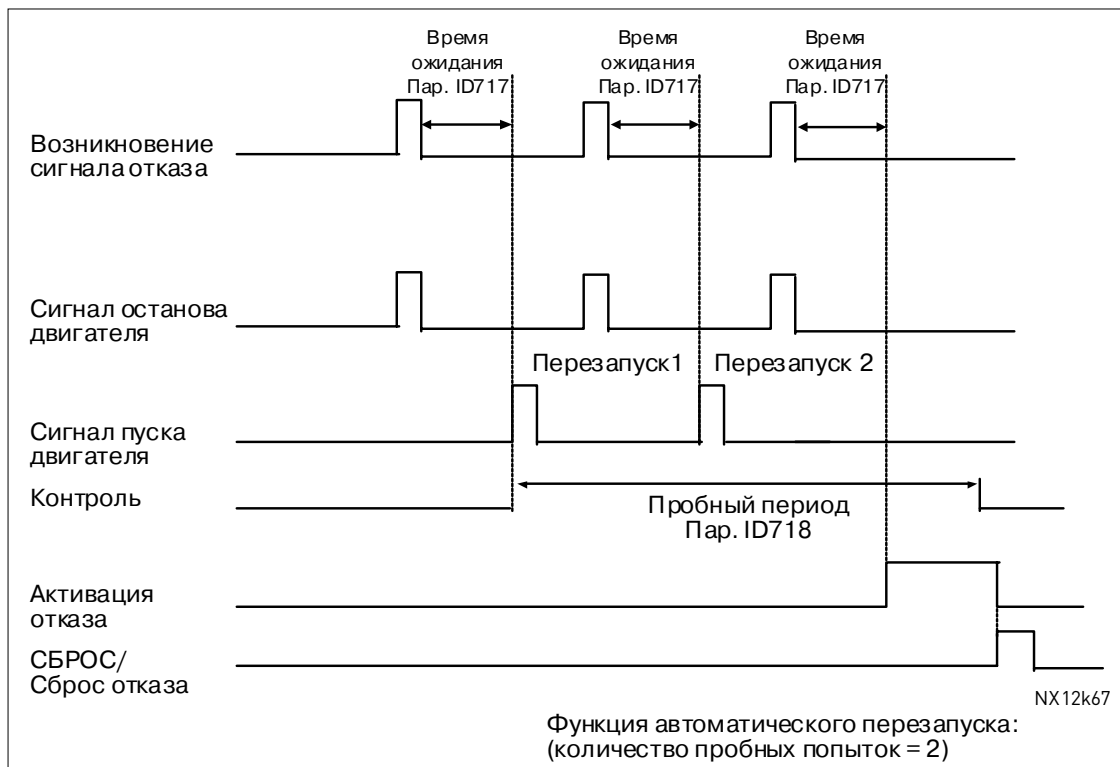 Время
ожидания
Пар. ID717
Время
ожидания
Пар. ID717
Время
ожидания
Пар. ID717
Возникновение
сигнала отказа
Сигнал останова
двигателя
Перезапуск1
Перезапуск 2
Сигнал пуска
двигателя
Контроль
Пробный период
Пар. ID718
Активация
отказа
СБРОС/
Сброс отказа
NX12k67
Функция автоматического перезапуска:
(количество пробных попыток = 2)